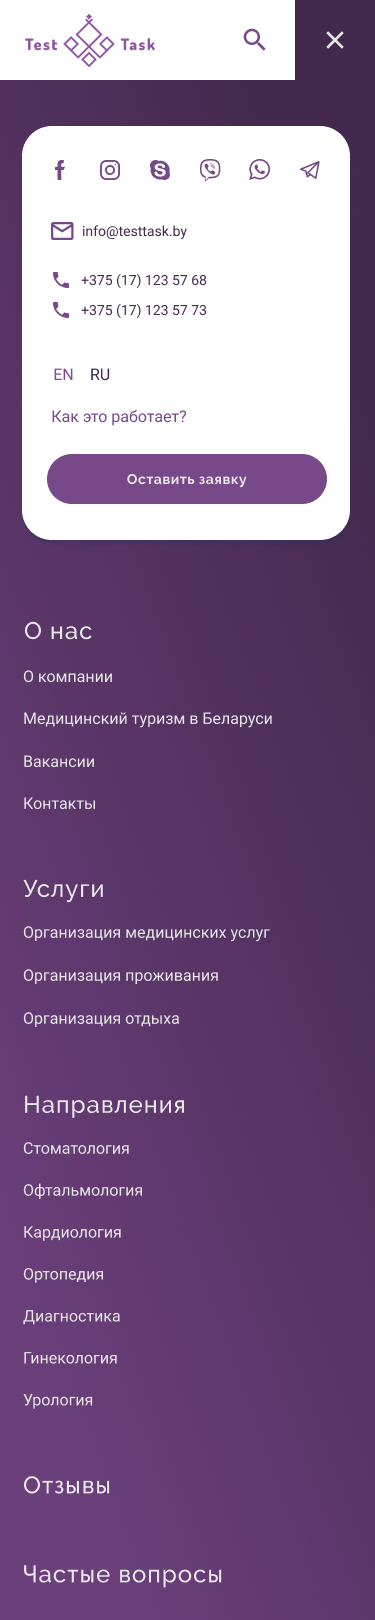 Test Task
info@testtask.by
+375 (17) 123 57 68
+375 (17) 123 57 73
EN RU
Как это работает?
Оставить заявку
О нас
О компании
Медицинский туризм в Беларуси
Вакансии
Контакты
Услуги
Организация медицинских услуг
Организация проживания
Организация отдыха
Направления
Стоматология
Офтальмология
Кардиология
Ортопедия
Диагностика
Гинекология
Урология
Отзывы
Частые вопросы